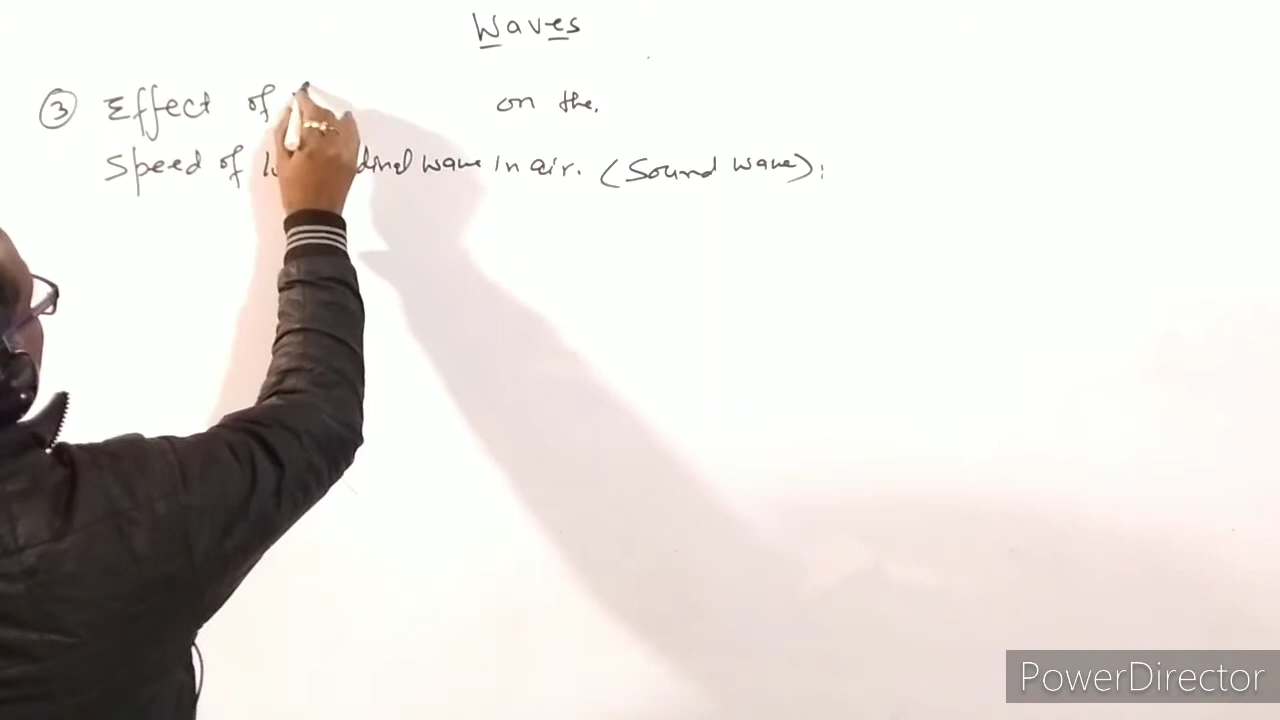 Waves
③ Effect of on the.
Speed of wave in air. (Sound wave):
PowerDirector